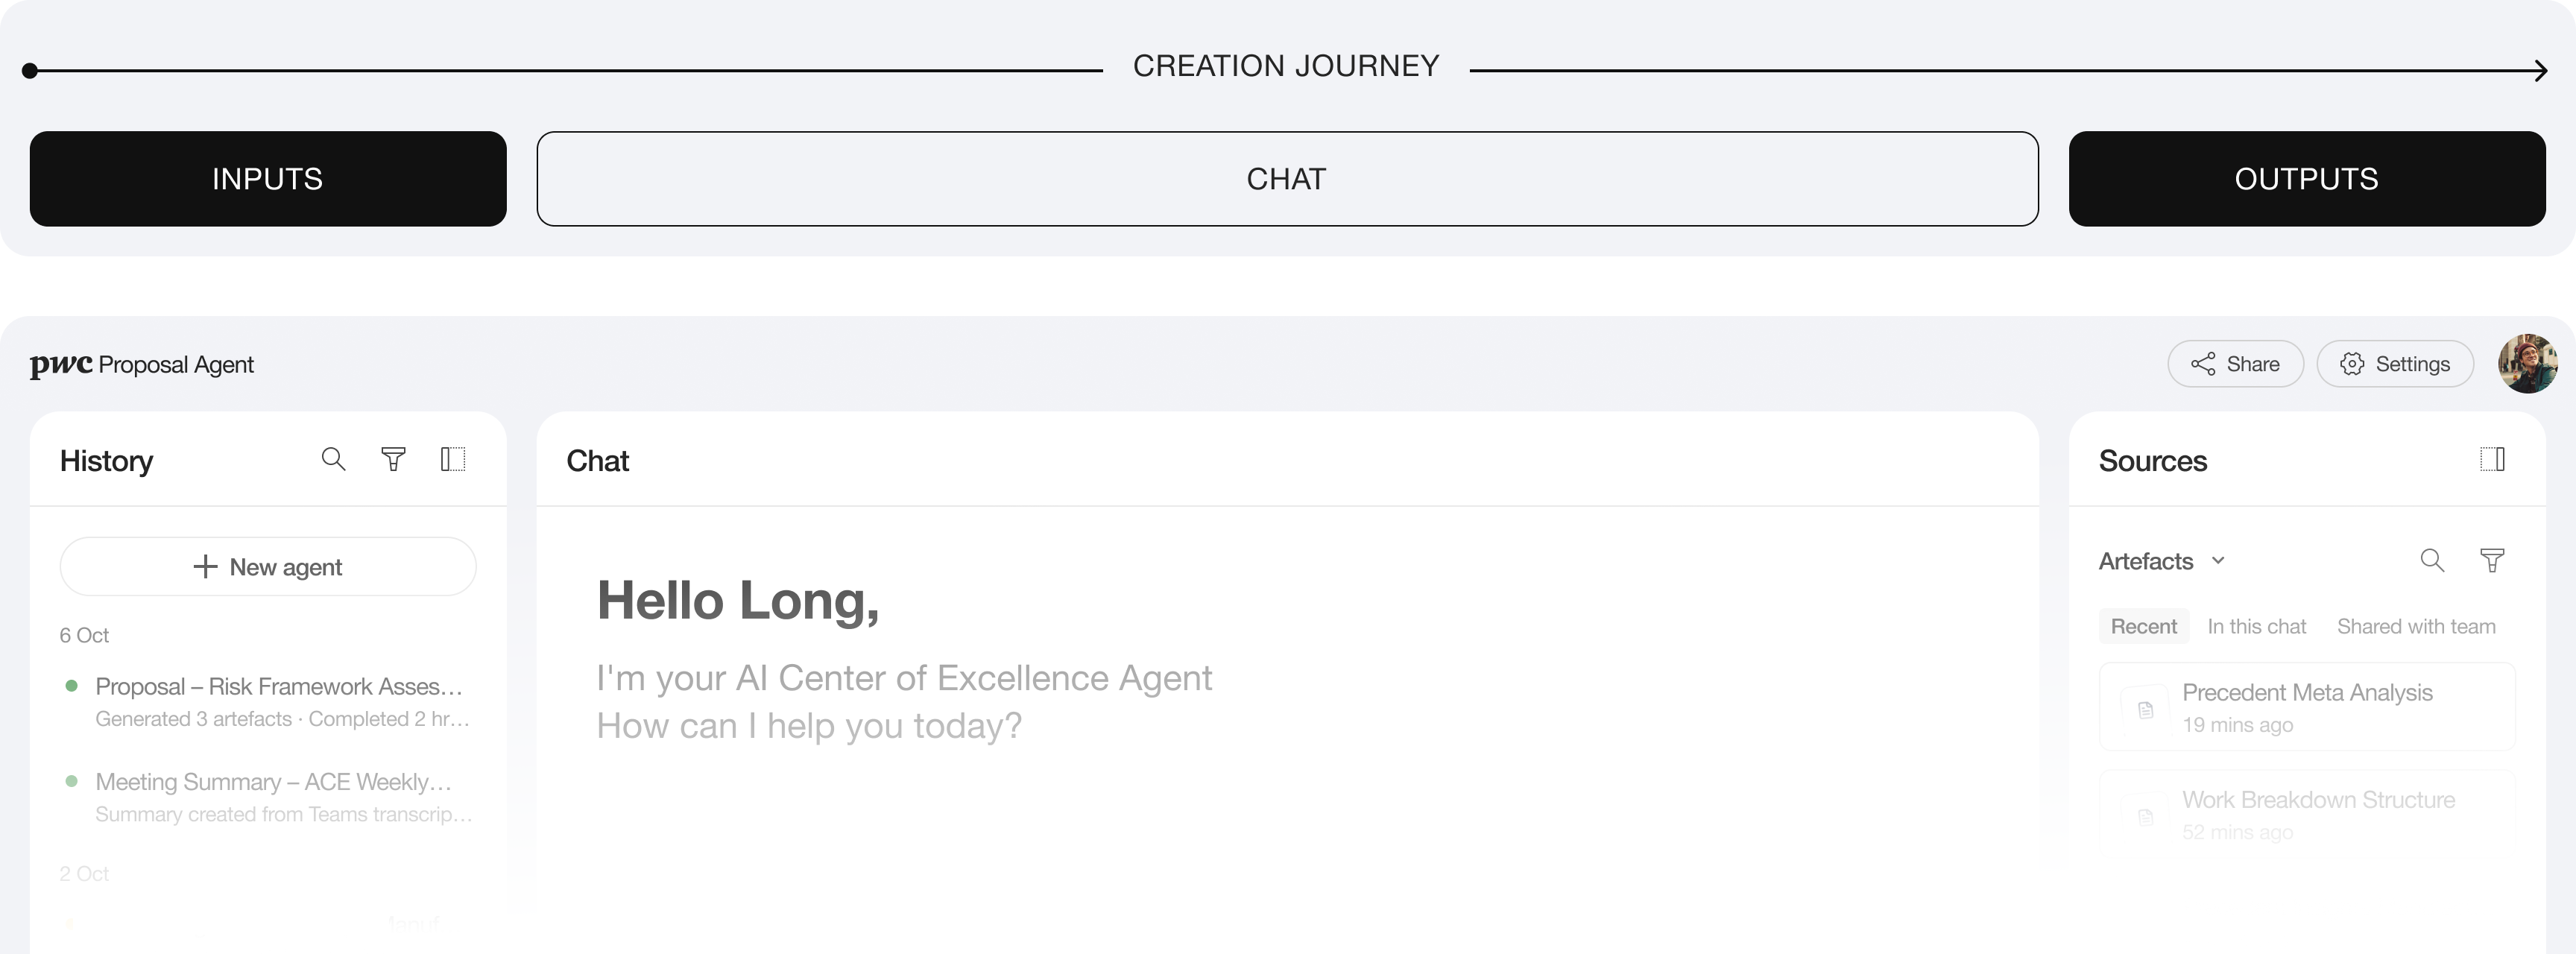 CREATION JOURNEY
INPUTS
CHAT
OUTPUTS
pwc Proposal Agent
Share
Settings
History
Chat
Sources
New agent
Hello Long,
I'm your AI Center of Excellence Agent
How can I help you today?
6 Oct
Proposal – Risk Framework Asses…
Generated 3 artefacts · Completed 2 hr…
Meeting Summary – ACE Weekly…
Summary created from Teams transcrip…
2 Oct
Artefacts
Recent
In this chat
Shared with team
Precedent Meta Analysis
19 mins ago
Work Breakdown Structure
52 mins ago